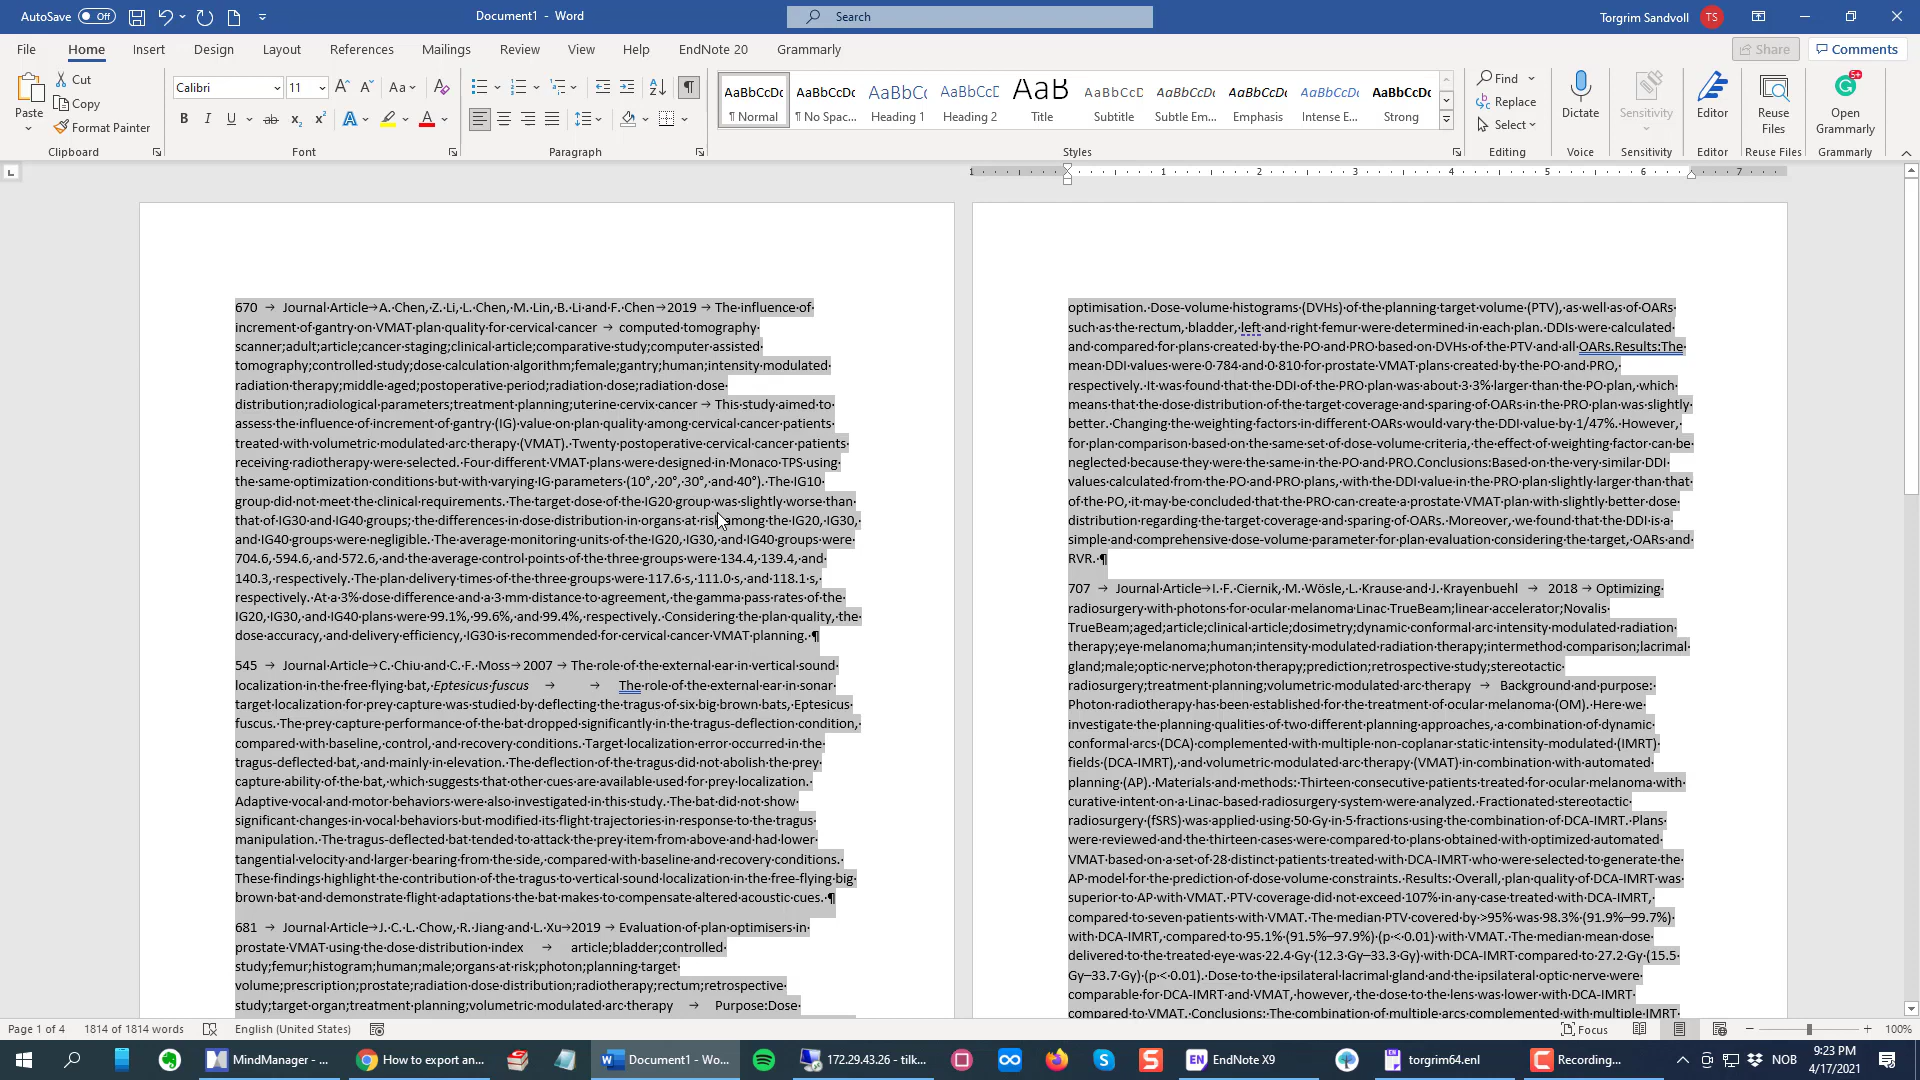 AutoSave Off
Document1 - Word
Search
Torgrim Sandvoll TS
File Home Insert Design Layout References Mailings Review View Help EndNote 20 Grammarly
Share Comments
Paste
Cut
Copy
Format Painter
Clipboard
Calibri 11
Font
Paragraph
AaBbCcDc ¶ Normal
AaBbCcDc ¶ No Spac...
AaBbCc Heading 1
AaBbCcD Heading 2
AaB Title
AaBbCcD Subtitle
AaBbCcDc Subtle Em...
AaBbCcDc Emphasis
AaBbCcDc Intense E...
AaBbCcDc Strong
Styles
Find
Replace
Select
Editing
Dictate
Voice
Sensitivity
Sensitivity
Editor
Editor
Reuse Files
Reuse Files
Open Grammarly
Grammarly
1 1 2 3 4 5 6 7
670 → Journal Article→A. Chen, Z. Li, L. Chen, M. Lin, B. Li and F. Chen→2019 → The influence of
increment of gantry on VMAT plan quality for cervical cancer → computed tomography
scanner;adult;article;cancer staging;clinical article;comparative study;computer assisted
tomography;controlled study;dose calculation algorithm;female;gantry;human;intensity modulated
radiation therapy;middle aged;postoperative period;radiation dose;radiation dose
distribution;radiological parameters;treatment planning;uterine cervix cancer → This study aimed to
assess the influence of increment of gantry (IG) value on plan quality among cervical cancer patients
treated with volumetric modulated arc therapy (VMAT). Twenty postoperative cervical cancer patients
receiving radiotherapy were selected. Four different VMAT plans were designed in Monaco TPS using
the same optimization conditions but with varying IG parameters (10°, 20°, 30°, and 40°). The IG10
group did not meet the clinical requirements. The target dose of the IG20 group was slightly worse than
that of IG30 and IG40 groups; the differences in dose distribution in organs at risk among the IG20, IG30,
and IG40 groups were negligible. The average monitoring units of the IG20, IG30, and IG40 groups were
704.6, 594.6, and 572.6, and the average control points of the three groups were 134.4, 139.4, and
140.3, respectively. The plan delivery times of the three groups were 117.6 s, 111.0 s, and 118.1 s,
respectively. At a 3% dose difference and a 3 mm distance to agreement, the gamma pass rates of the
IG20, IG30, and IG40 plans were 99.1%, 99.6%, and 99.4%, respectively. Considering the plan quality, the
dose accuracy, and delivery efficiency, IG30 is recommended for cervical cancer VMAT planning. ¶
545 → Journal Article→C. Chiu and C. F. Moss→2007 → The role of the external ear in vertical sound
localization in the free flying bat, Eptesicus fuscus → → The role of the external ear in sonar
target localization for prey capture was studied by deflecting the tragus of six big brown bats, Eptesicus
fuscus. The prey capture performance of the bat dropped significantly in the tragus-deflection condition,
compared with baseline, control, and recovery conditions. Target localization error occurred in the
tragus-deflected bat, and mainly in elevation. The deflection of the tragus did not abolish the prey
capture ability of the bat, which suggests that other cues are available used for prey localization.
Adaptive vocal and motor behaviors were also investigated in this study. The bat did not show
significant changes in vocal behaviors but modified its flight trajectories in response to the tragus
manipulation. The tragus-deflected bat tended to attack the prey item from above and had lower
tangential velocity and larger bearing from the side, compared with baseline and recovery conditions.
These findings highlight the contribution of the tragus to vertical sound localization in the free-flying big
brown bat and demonstrate flight adaptations the bat makes to compensate altered acoustic cues. ¶
681 → Journal Article→J. C. L. Chow, R. Jiang and L. Xu→2019 → Evaluation of plan optimisers in
prostate VMAT using the dose distribution index → article;bladder;controlled
study;femur;histogram;human;male;organs at risk;photon;planning target
volume;prescription;prostate;radiation dose distribution;radiotherapy;rectum;retrospective
study;target organ;treatment planning;volumetric modulated arc therapy → Purpose:Dose
optimisation. Dose-volume histograms (DVHs) of the planning target volume (PTV), as well as of OARs
such as the rectum, bladder, left and right femur were determined in each plan. DDIs were calculated
and compared for plans created by the PO and PRO based on DVHs of the PTV and all OARs.Results:The
mean DDI values were 0·784 and 0·810 for prostate VMAT plans created by the PO and PRO,
respectively. It was found that the DDI of the PRO plan was about 3·3% larger than the PO plan, which
means that the dose distribution of the target coverage and sparing of OARs in the PRO plan was slightly
better. Changing the weighting factors in different OARs would vary the DDI value by 1/47%. However,
for plan comparison based on the same set of dose-volume criteria, the effect of weighting factor can be
neglected because they were the same in the PO and PRO.Conclusions:Based on the very similar DDI
values calculated from the PO and PRO plans, with the DDI value in the PRO plan slightly larger than that
of the PO, it may be concluded that the PRO can create a prostate VMAT plan with slightly better dose
distribution regarding the target coverage and sparing of OARs. Moreover, we found that the DDI is a
simple and comprehensive dose-volume parameter for plan evaluation considering the target, OARs and
RVR. ¶
707 → Journal Article→I. F. Ciernik, M. Wösle, L. Krause and J. Krayenbuehl → 2018 → Optimizing
radiosurgery with photons for ocular melanoma Linac TrueBeam;linear accelerator;Novalis
TrueBeam;aged;article;clinical article;dosimetry;dynamic conformal arc intensity modulated radiation
therapy;eye melanoma;human;intensity modulated radiation therapy;intermethod comparison;lacrimal
gland;male;optic nerve;photon therapy;prediction;retrospective study;stereotactic
radiosurgery;treatment planning;volumetric modulated arc therapy → Background and purpose:
Photon radiotherapy has been established for the treatment of ocular melanoma (OM). Here we
investigate the planning qualities of two different planning approaches, a combination of dynamic
conformal arcs (DCA) complemented with multiple non-coplanar static intensity-modulated (IMRT)
fields (DCA-IMRT), and volumetric modulated arc therapy (VMAT) in combination with automated
planning (AP). Materials and methods: Thirteen consecutive patients treated for ocular melanoma with
curative intent on a Linac-based radiosurgery system were analyzed. Fractionated stereotactic
radiosurgery (fSRS) was applied using 50 Gy in 5 fractions using the combination of DCA-IMRT. Plans
were reviewed and the thirteen cases were compared to plans obtained with optimized automated
VMAT based on a set of 28 distinct patients treated with DCA-IMRT who were selected to generate the
AP model for the prediction of dose volume constraints. Results: Overall, plan quality of DCA-IMRT was
superior to AP with VMAT. PTV coverage did not exceed 107% in any case treated with DCA-IMRT,
compared to seven patients with VMAT. The median PTV covered by >95% was 98.3% (91.9%–99.7%)
with DCA-IMRT, compared to 95.1% (91.5%–97.9%) (p < 0.01) with VMAT. The median mean dose
delivered to the treated eye was 22.4 Gy (12.3 Gy–33.3 Gy) with DCA-IMRT compared to 27.2 Gy (15.5
Gy–33.7 Gy) (p < 0.01). Dose to the ipsilateral lacrimal gland and the ipsilateral optic nerve were
comparable for DCA-IMRT and VMAT, however, the dose to the lens was lower with DCA-IMRT
compared to VMAT. Conclusions: The combination of multiple arcs complemented with multiple IMRT
Page 1 of 4 1814 of 1814 words English (United States) Focus 100%
MindManager - ...
How to export an...
Document1 - Wo...
172.29.43.26 - tilk...
EndNote X9
torgrim64.enl
Recording...
NOB
9:23 PM
4/17/2021